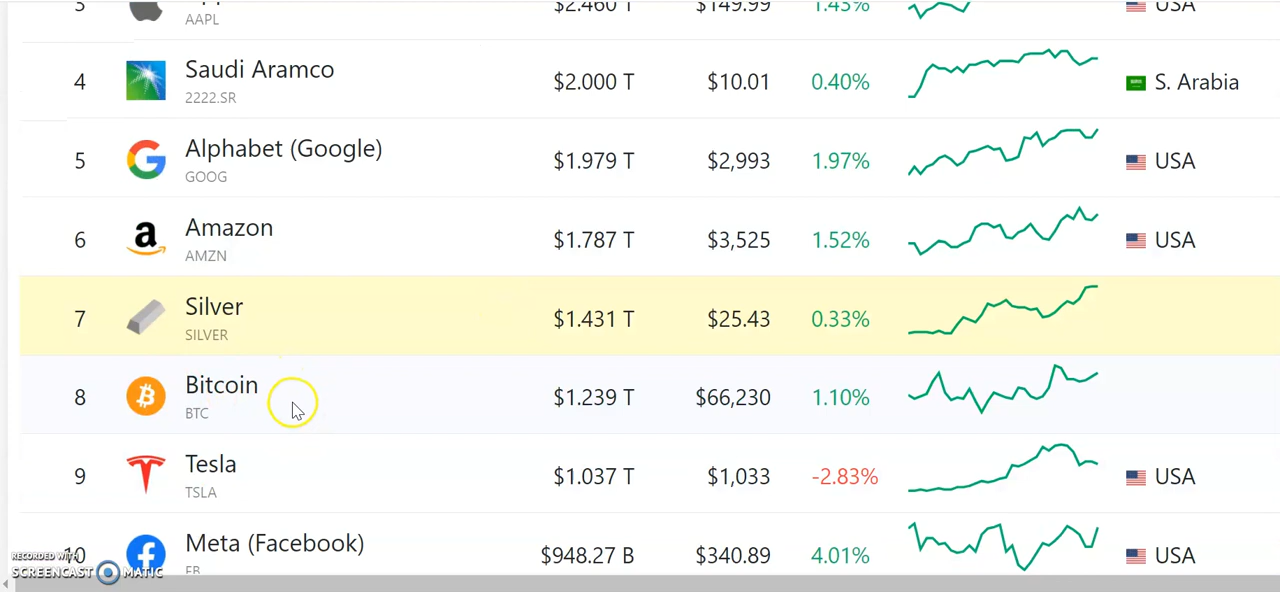 3 $2.460 T $149.99 1.43% USA
AAPL
4 Saudi Aramco $2.000 T $10.01 0.40% S. Arabia
2222.SR
5 Alphabet (Google) $1.979 T $2,993 1.97% USA
GOOG
6 Amazon $1.787 T $3,525 1.52% USA
AMZN
7 Silver $1.431 T $25.43 0.33%
SILVER
8 Bitcoin $1.239 T $66,230 1.10%
BTC
9 Tesla $1.037 T $1,033 -2.83% USA
TSLA
10 Meta (Facebook) $948.27 B $340.89 4.01% USA
FB
RECORDED WITH
SCREENCAST MATIC